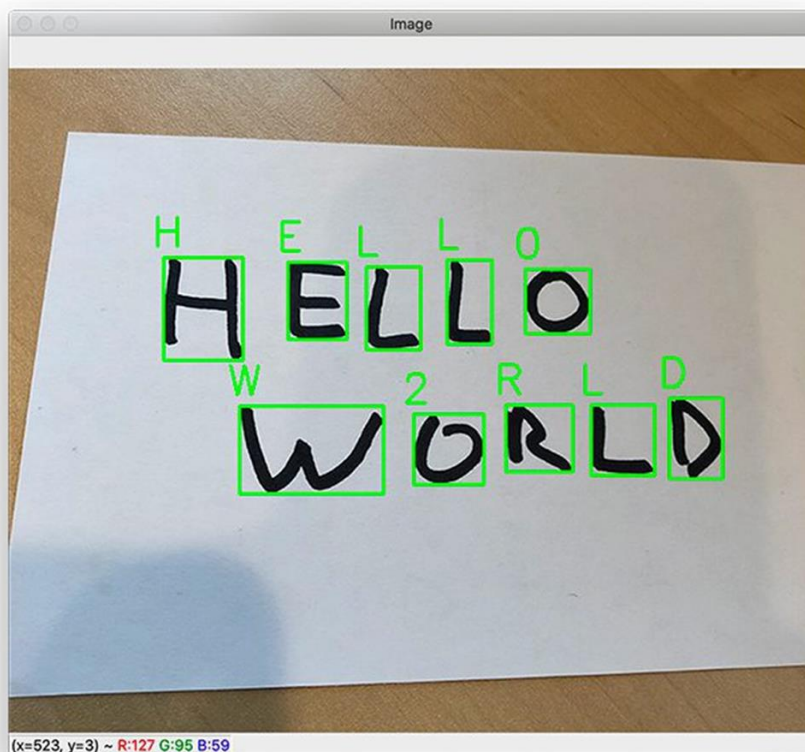 Image
H E L L O
HELLO
W 2 R L D
WORLD
(x=523, y=3) ~ R:127 G:95 B:59